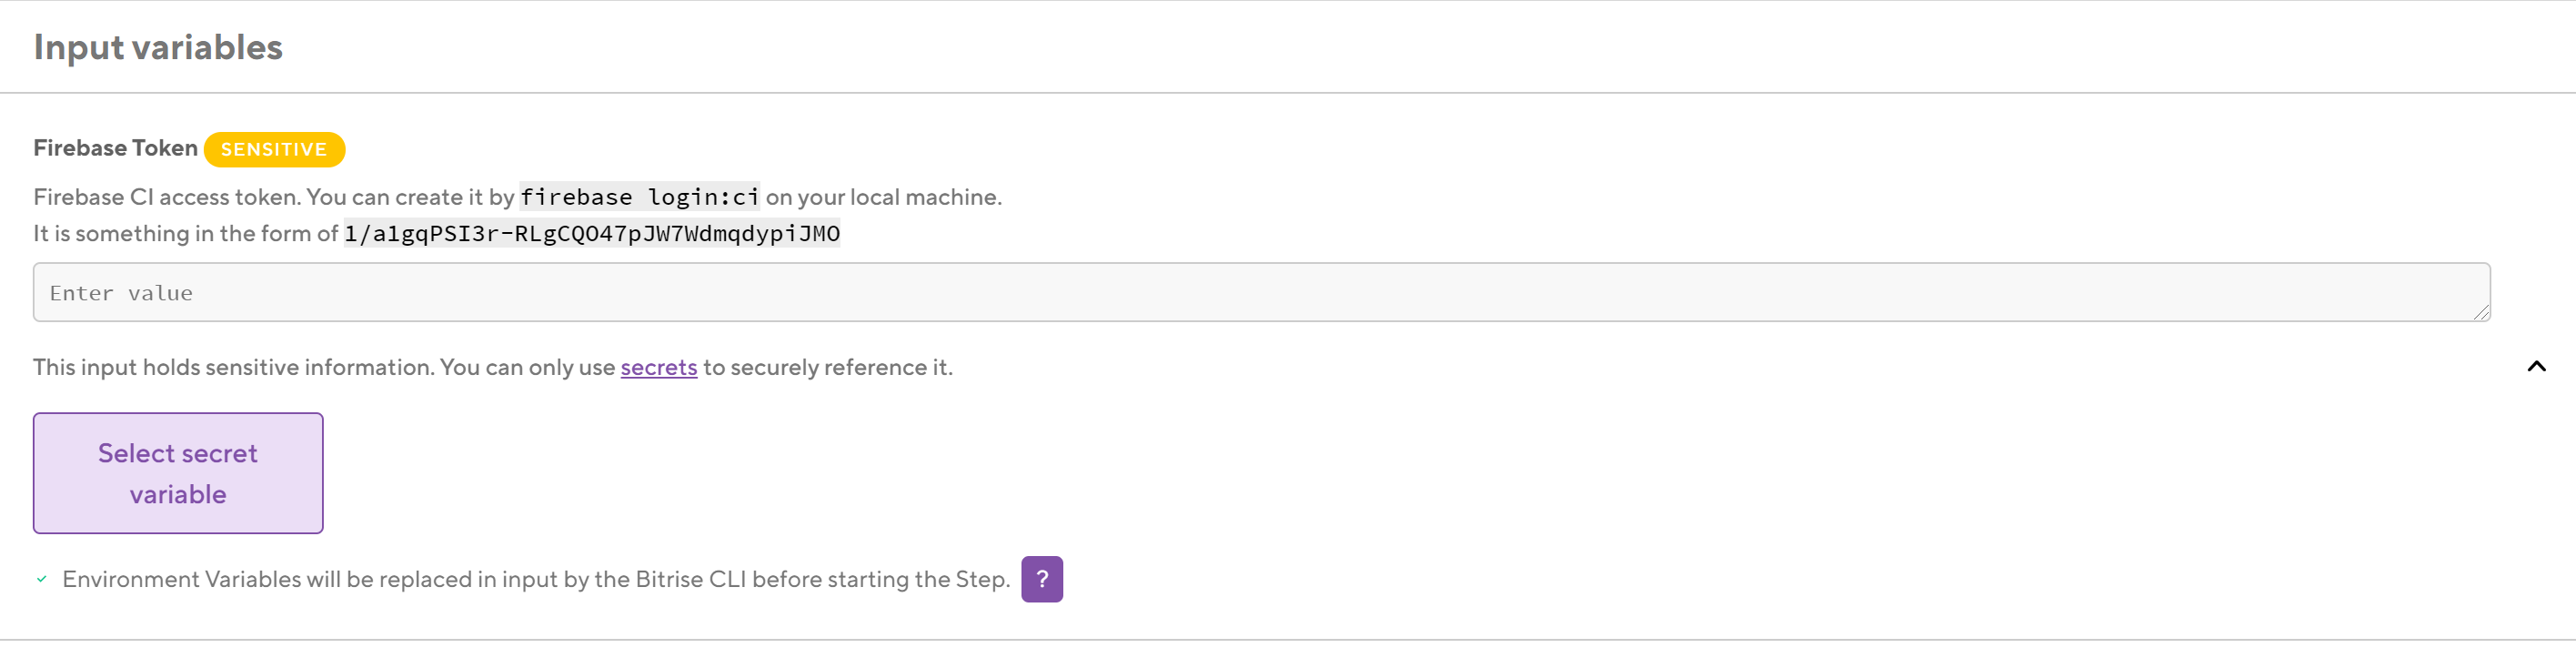 Input variables
Firebase Token SENSITIVE
Firebase CI access token. You can create it by firebase login:ci on your local machine.
It is something in the form of 1/a1gqPSI3r-RLgCQO47pJW7WdmqdypiJMO
Enter value
This input holds sensitive information. You can only use secrets to securely reference it.
Select secret
variable
Environment Variables will be replaced in input by the Bitrise CLI before starting the Step. ?